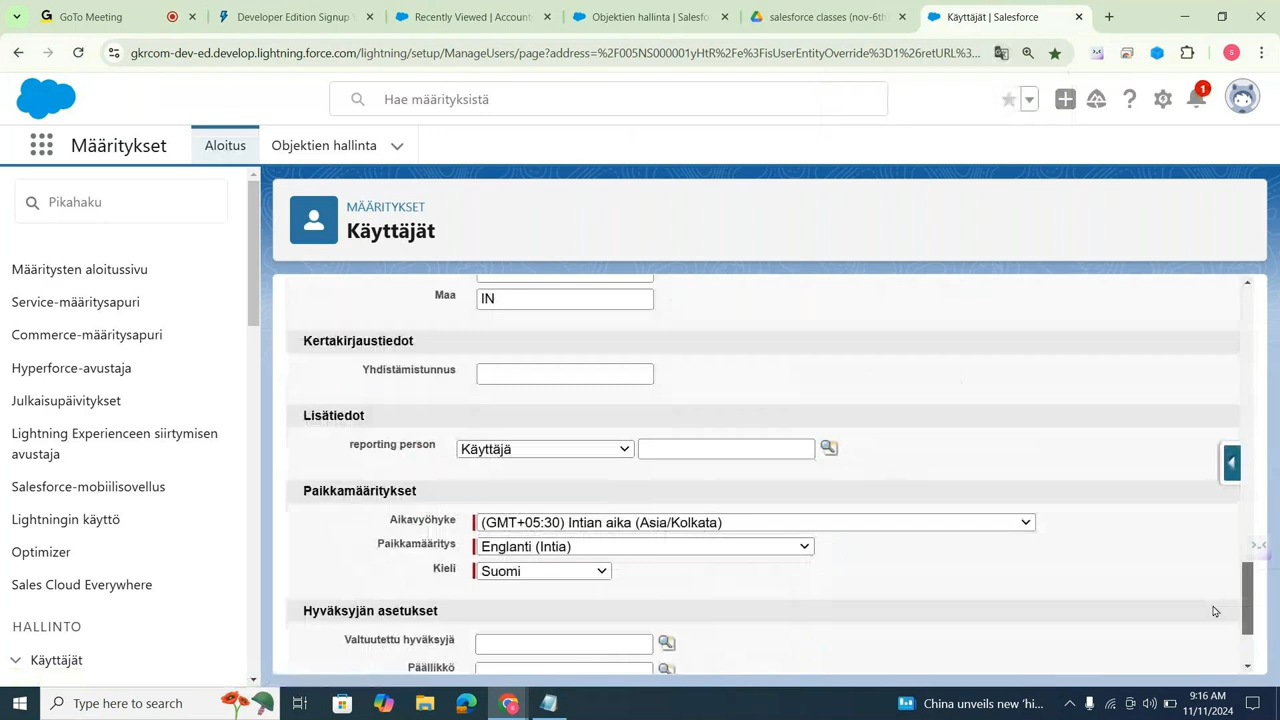 GoTo Meeting
Developer Edition Signup
Recently Viewed | Account
Objektien hallinta | Salesfo
salesforce classes (nov-6th
Käyttäjät | Salesforce
gkrcom-dev-ed.develop.lightning.force.com/lightning/setup/ManageUsers/page?address=%2F005NS000001yHtR%2Fe%3FisUserEntityOverride%3D1%26retURL%3D...
Hae määrityksistä
1
Määritykset
Aloitus
Objektien hallinta
Pikahaku
Määritysten aloitussivu
Service-määritysapuri
Commerce-määritysapuri
Hyperforce-avustaja
Julkaisupäivitykset
Lightning Experienceen siirtymisen
avustaja
Salesforce-mobiilisovellus
Lightningin käyttö
Optimizer
Sales Cloud Everywhere
HALLINTO
Käyttäjät
MÄÄRITYKSET
Käyttäjät
Maa IN
Kertakirjaustiedot
Yhdistämistunnus
Lisätiedot
reporting person Käyttäjä
Paikkamääritykset
Aikavyöhyke (GMT+05:30) Intian aika (Asia/Kolkata)
Paikkamääritys Englanti (Intia)
Kieli Suomi
Hyväksyjän asetukset
Valtuutettu hyväksyjä
Päällikkö
Type here to search
China unveils new 'hi...
9:16 AM
11/11/2024